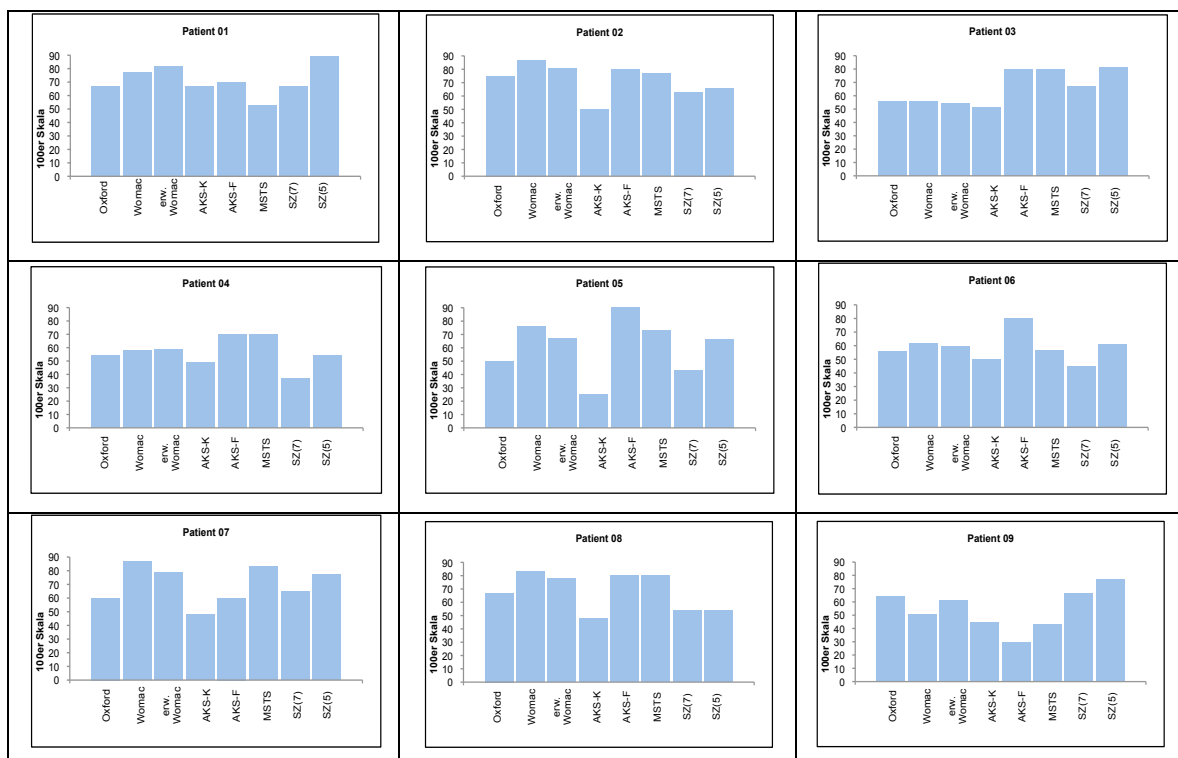 Patient 01
100er Skala
90
80
70
60
50
40
30
20
10
0
Oxford
Womac
erw.
Womac
AKS-K
AKS-F
MSTS
SZ(7)
SZ(5)
Patient 02
100er Skala
90
80
70
60
50
40
30
20
10
0
Oxford
Womac
erw.
Womac
AKS-K
AKS-F
MSTS
SZ(7)
SZ(5)
Patient 03
100er Skala
90
80
70
60
50
40
30
20
10
0
Oxford
Womac
erw.
Womac
AKS-K
AKS-F
MSTS
SZ(7)
SZ(5)
Patient 04
100er Skala
90
80
70
60
50
40
30
20
10
0
Oxford
Womac
erw.
Womac
AKS-K
AKS-F
MSTS
SZ(7)
SZ(5)
Patient 05
100er Skala
90
80
70
60
50
40
30
20
10
0
Oxford
Womac
erw.
Womac
AKS-K
AKS-F
MSTS
SZ(7)
SZ(5)
Patient 06
100er Skala
90
80
70
60
50
40
30
20
10
0
Oxford
Womac
erw.
Womac
AKS-K
AKS-F
MSTS
SZ(7)
SZ(5)
Patient 07
100er Skala
90
80
70
60
50
40
30
20
10
0
Oxford
Womac
erw.
Womac
AKS-K
AKS-F
MSTS
SZ(7)
SZ(5)
Patient 08
100er Skala
90
80
70
60
50
40
30
20
10
0
Oxford
Womac
erw.
Womac
AKS-K
AKS-F
MSTS
SZ(7)
SZ(5)
Patient 09
100er Skala
90
80
70
60
50
40
30
20
10
0
Oxford
Womac
erw.
Womac
AKS-K
AKS-F
MSTS
SZ(7)
SZ(5)